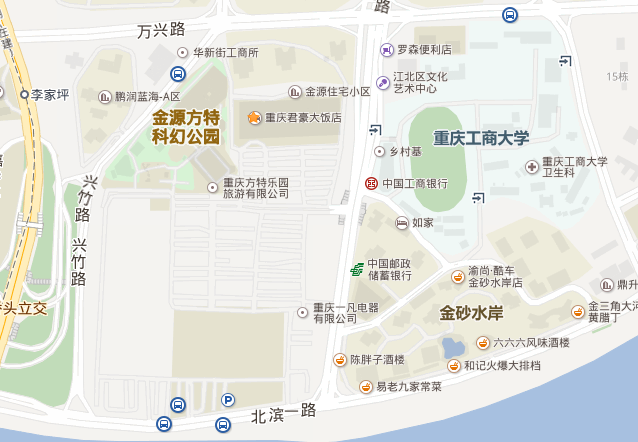 万兴路
路
华新街工商所
罗森便利店
江北区文化
艺术中心
15栋
李家坪
鹏润蓝海-A区
金源住宅小区
金源方特
科幻公园
重庆君豪大饭店
重庆工商大学
乡村基
重庆工商大学
卫生科
中国工商银行
重庆方特乐园
旅游有限公司
兴竹路
兴竹路
如家
中国邮政
储蓄银行
渝尚·酷车
金砂水岸店
鼎升
头立交
重庆一凡电器
有限公司
金砂水岸
金三角大河
黄腊丁
六六六风味酒楼
陈胖子酒楼
和记火爆大排档
易老九家常菜
P
北滨一路